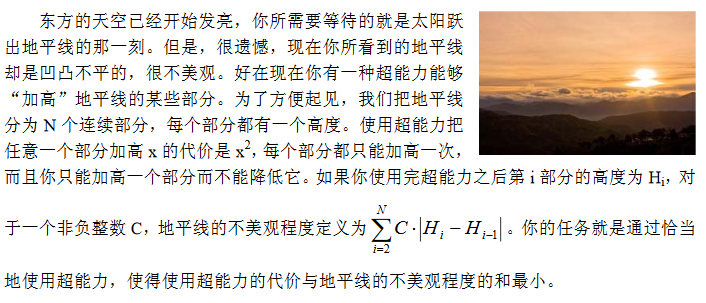 东方的天空已经开始发亮，你所需要等待的就是太阳跃
出地平线的那一刻。但是，很遗憾，现在你所看到的地平线
却是凹凸不平的，很不美观。好在现在你有一种超能力能够
“加高”地平线的某些部分。为了方便起见，我们把地平线
分为 N 个连续部分，每个部分都有一个高度。使用超能力把
任意一个部分加高 x 的代价是 x²，每个部分都只能加高一次，
而且你只能加高一个部分而不能降低它。如果你使用完超能力之后第 i 部分的高度为 Hᵢ，对
于一个非负整数 C，地平线的不美观程度定义为 $\sum_{i=2}^{N} C \cdot |H_i - H_{i-1}|$。你的任务就是通过恰当
地使用超能力，使得使用超能力的代价与地平线的不美观程度的和最小。